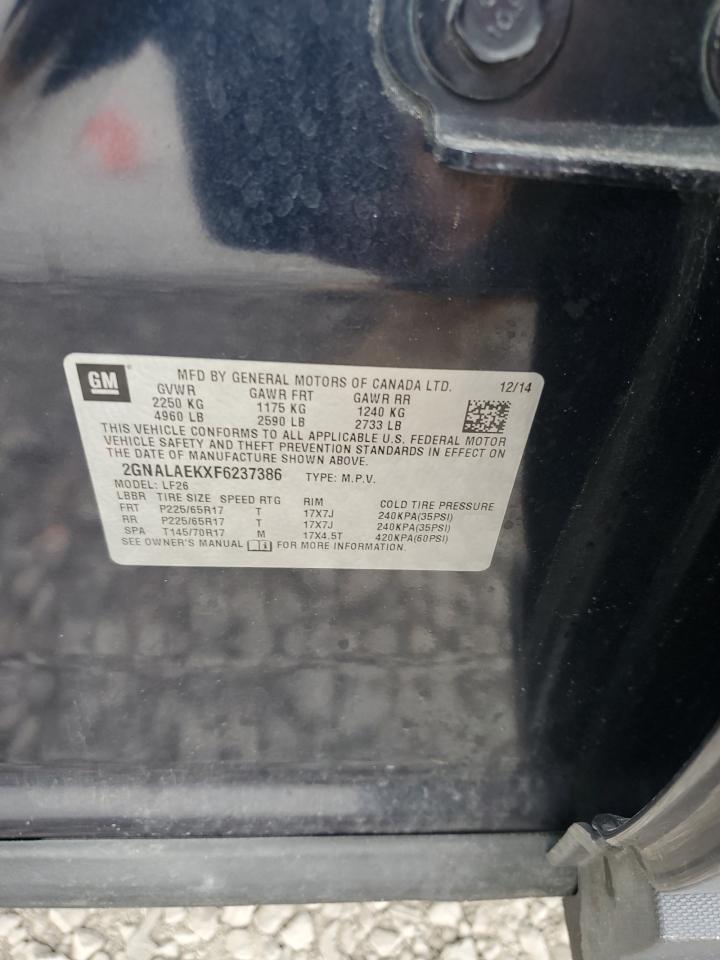 GM
MFD BY GENERAL MOTORS OF CANADA LTD. 12/14
GVWR GAWR FRT GAWR RR
2250 KG 1175 KG 1240 KG
4960 LB 2590 LB 2733 LB
THIS VEHICLE CONFORMS TO ALL APPLICABLE U.S. FEDERAL MOTOR
VEHICLE SAFETY AND THEFT PREVENTION STANDARDS IN EFFECT ON
THE DATE OF MANUFACTURE SHOWN ABOVE.
2GNALAEKXF6237386 TYPE: M.P.V.
MODEL: LF26
LBBR TIRE SIZE SPEED RTG RIM COLD TIRE PRESSURE
FRT P225/65R17 T 17X7J 240KPA(35PSI)
RR P225/65R17 T 17X7J 240KPA(35PSI)
SPA T145/70R17 M 17X4.5T 420KPA(60PSI)
SEE OWNER'S MANUAL FOR MORE INFORMATION.